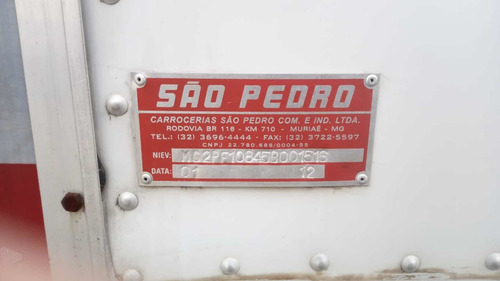 SÃO PEDRO
CARROCERIAS SÃO PEDRO COM. E IND. LTDA.
RODOVIA BR 116 - KM 710 - MURIAÉ - MG
TEL.: (32) 3696-4444 - FAX: (32) 3722-5597
CNPJ 22.780.586/0004-35
NIEV:
DATA: 01 12